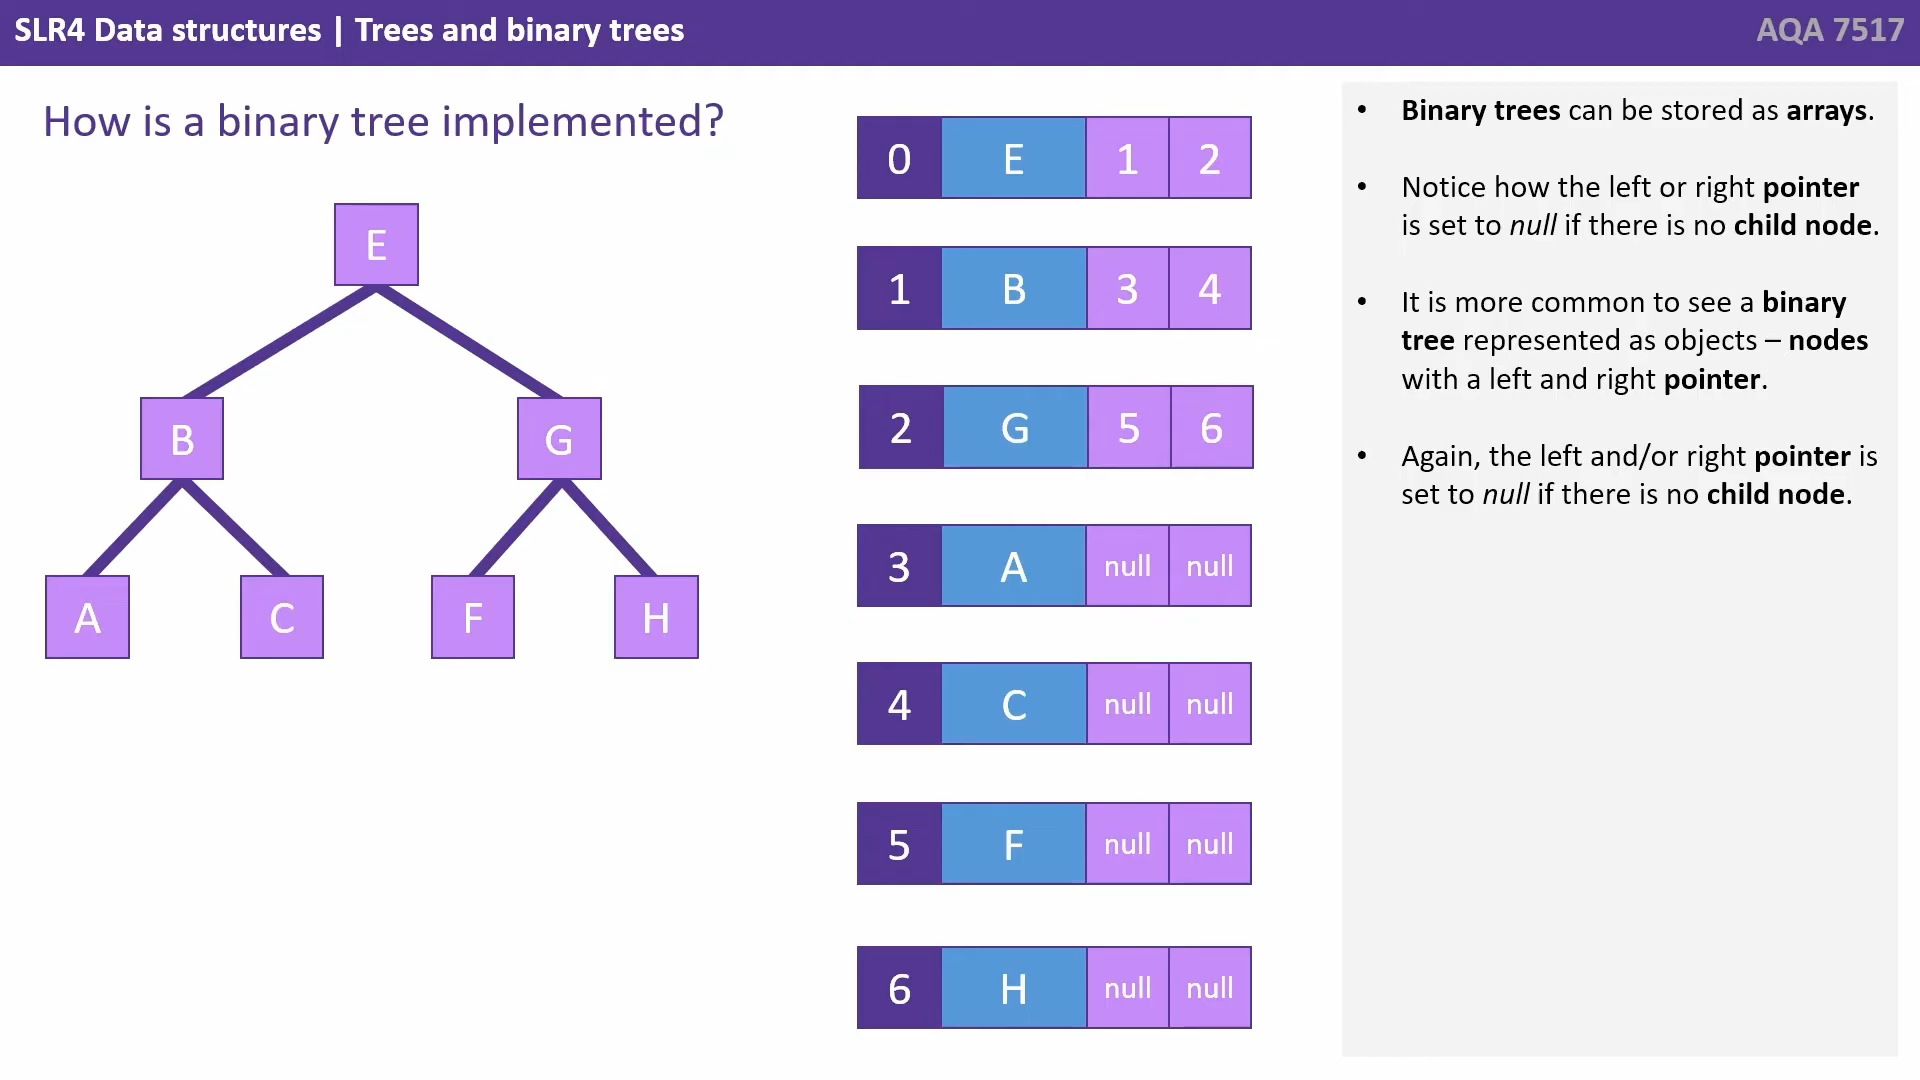 SLR4 Data structures | Trees and binary trees
AQA 7517
How is a binary tree implemented?
E
B
G
A
C
F
H
0 E 1 2
1 B 3 4
2 G 5 6
3 A null null
4 C null null
5 F null null
6 H null null
• Binary trees can be stored as arrays.
• Notice how the left or right pointer
is set to null if there is no child node.
• It is more common to see a binary
tree represented as objects – nodes
with a left and right pointer.
• Again, the left and/or right pointer is
set to null if there is no child node.